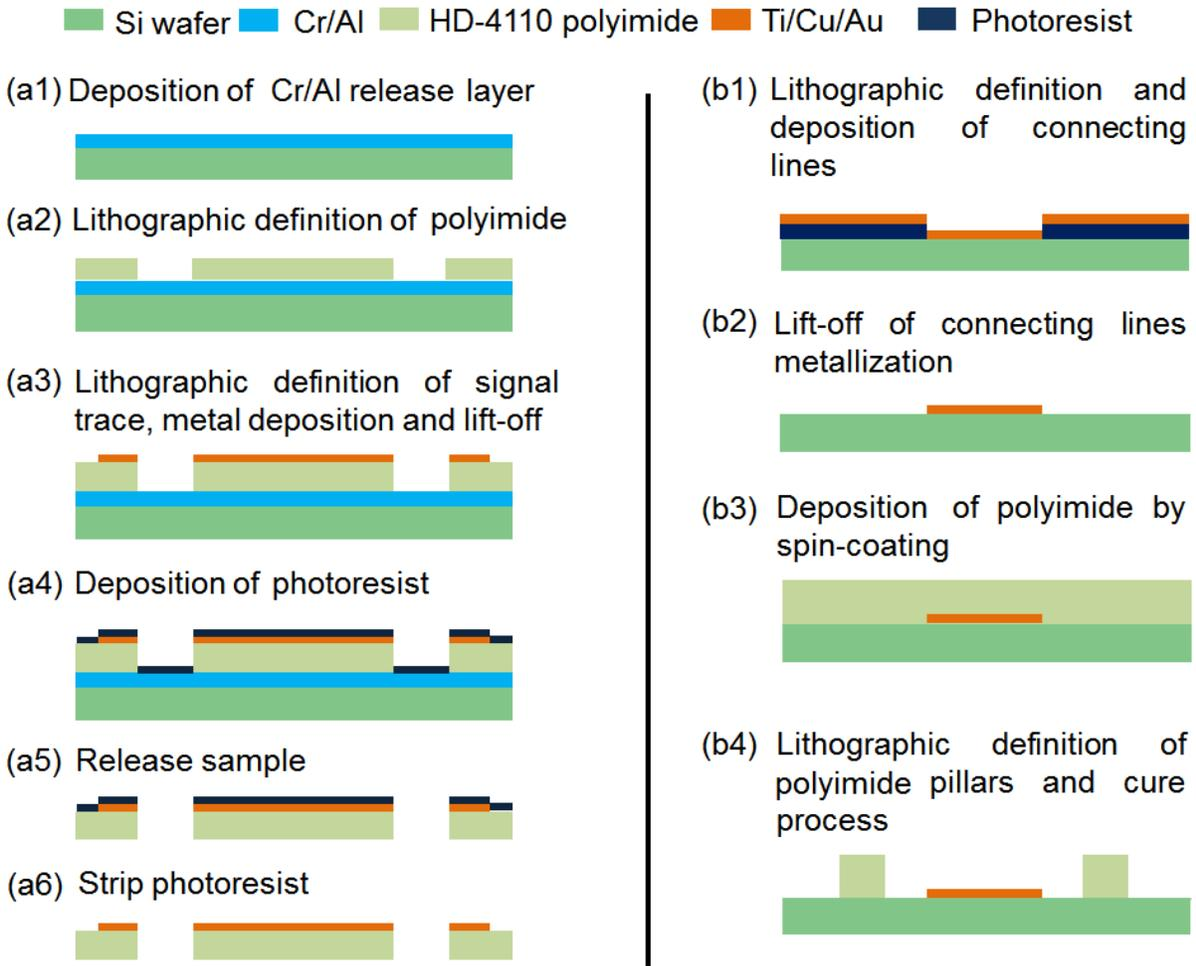 Si wafer Cr/Al HD-4110 polyimide Ti/Cu/Au Photoresist
(a1) Deposition of Cr/Al release layer
(a2) Lithographic definition of polyimide
(a3) Lithographic definition of signal
trace, metal deposition and lift-off
(a4) Deposition of photoresist
(a5) Release sample
(a6) Strip photoresist
(b1) Lithographic definition and
deposition of connecting
lines
(b2) Lift-off of connecting lines
metallization
(b3) Deposition of polyimide by
spin-coating
(b4) Lithographic definition of
polyimide pillars and cure
process